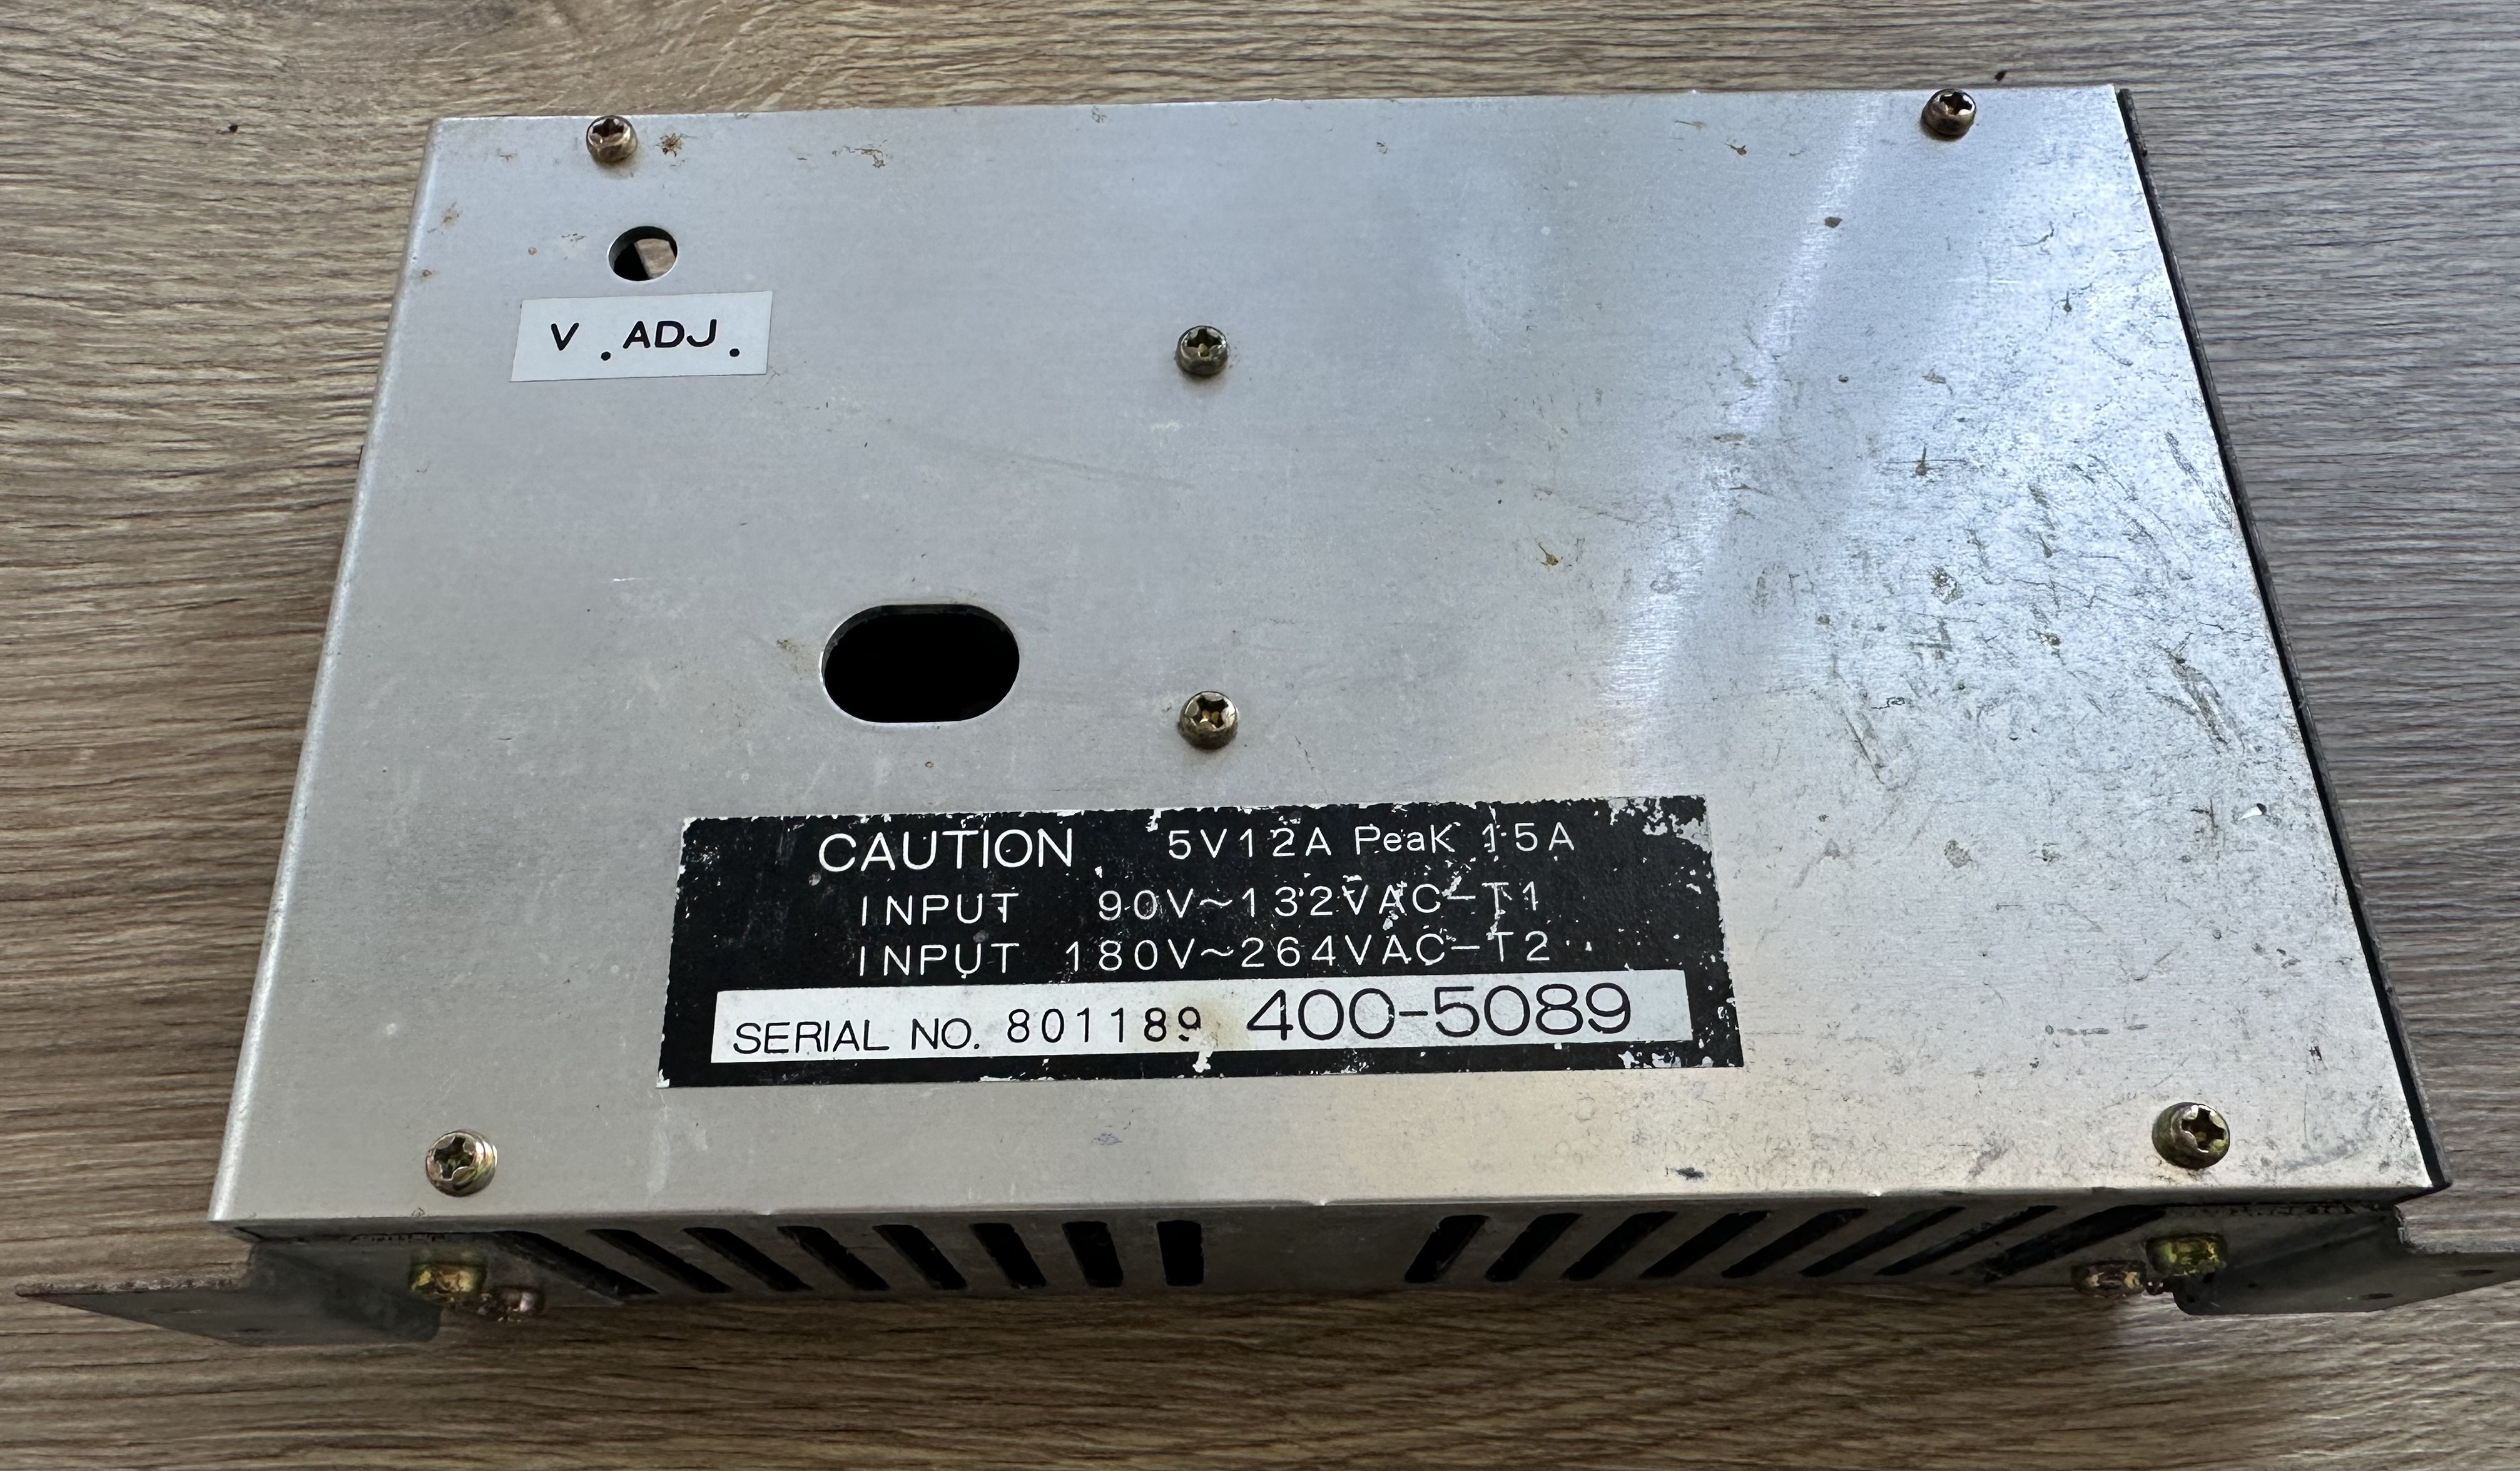 V.ADJ.
CAUTION 5V12A PeaK 15A
INPUT 90V~132VAC-T1
INPUT 180V~264VAC-T2
SERIAL NO. 801189 400-5089